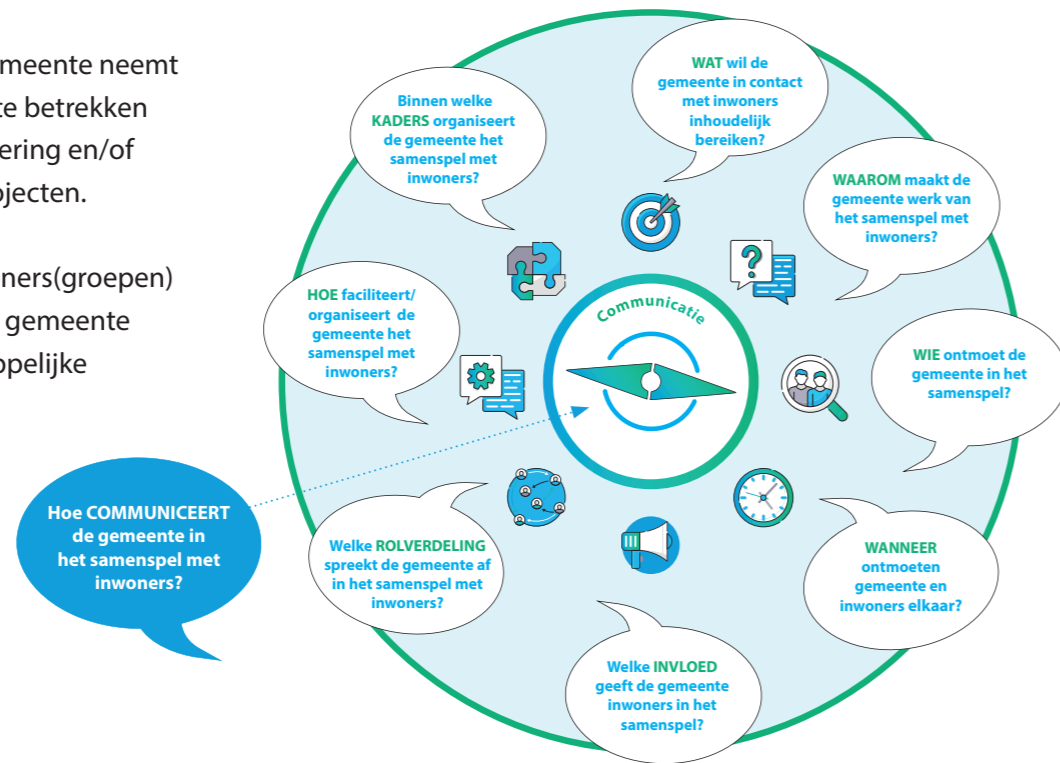 meente neemt
te betrekken
ering en/of
jecten.
ners(groepen)
gemeente
ppelijke
WAT wil de
gemeente in contact
met inwoners
inhoudelijk
bereiken?
Binnen welke
KADERS organiseert
de gemeente het
samenspel met
inwoners?
WAAROM maakt de
gemeente werk van
het samenspel met
inwoners?
HOE faciliteert/
organiseert de
gemeente het
samenspel met
inwoners?
Communicatie
?
WIE ontmoet de
gemeente in het
samenspel?
Hoe COMMUNICEERT
de gemeente in
het samenspel met
inwoners?
Welke ROLVERDELING
spreekt de gemeente af
in het samenspel met
inwoners?
WANNEER
ontmoeten
gemeente en
inwoners elkaar?
Welke INVLOED
geeft de gemeente
inwoners in het
samenspel?